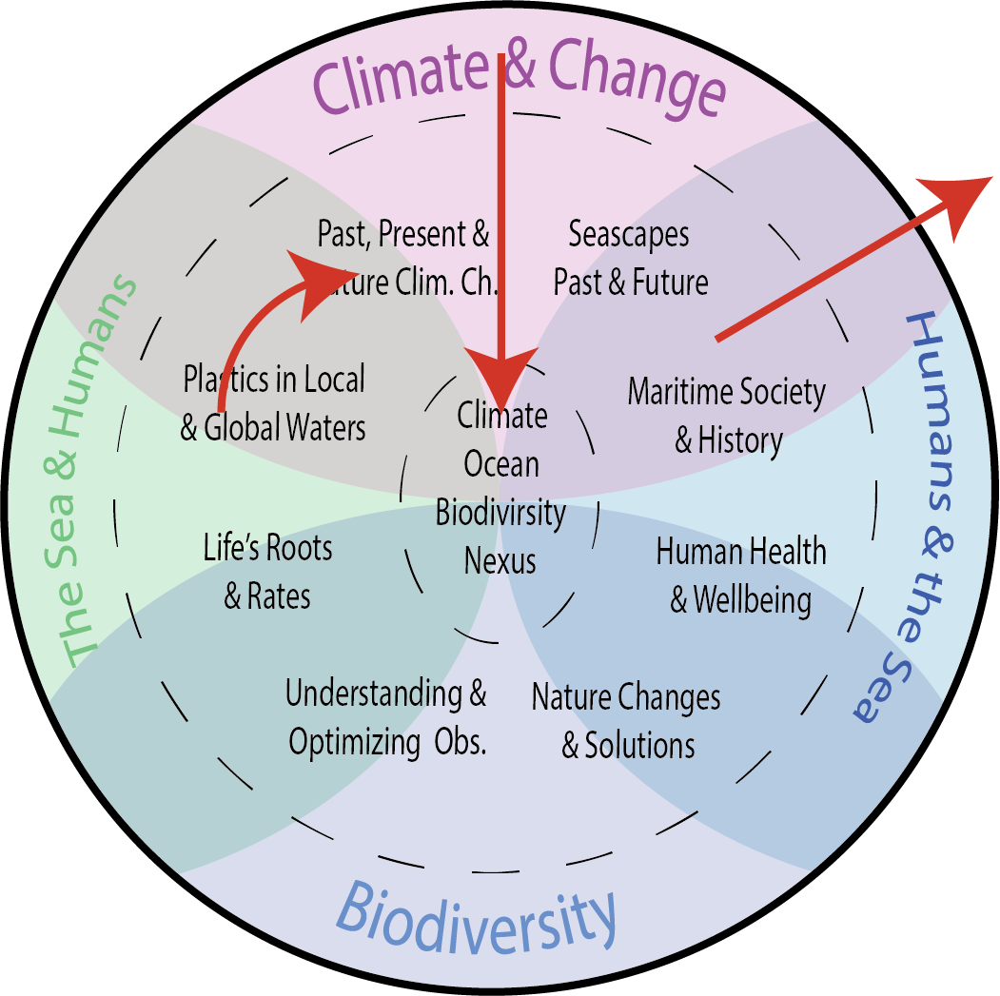 Climate & Change
Past, Present &
ture Clim. Ch.
Seascapes
Past & Future
The Sea & Humans
Humans & the Sea
Plastics in Local
& Global Waters
Maritime Society
& History
Climate
Ocean
Biodivirsity
Nexus
Life's Roots
& Rates
Human Health
& Wellbeing
Understanding &
Optimizing Obs.
Nature Changes
& Solutions
Biodiversity